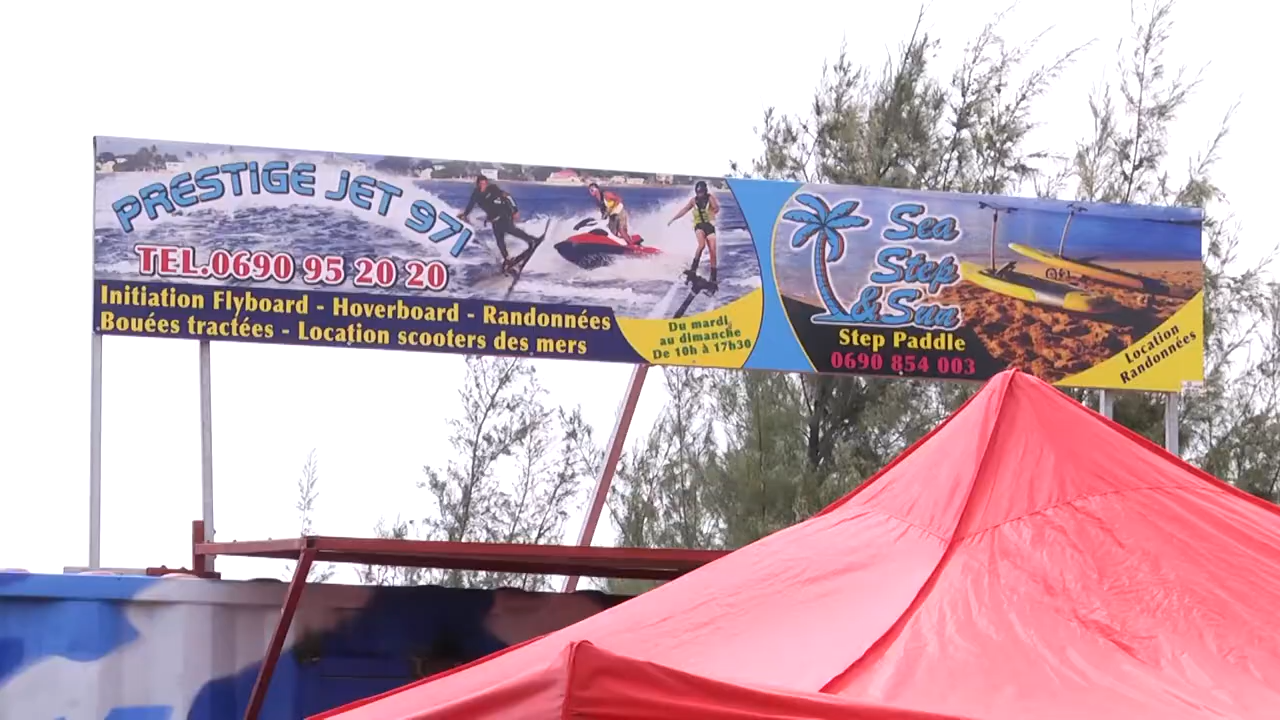 PRESTIGE JET 971
TEL.0690 95 20 20
Initiation Flyboard - Hoverboard - Randonnées
Bouées tractées - Location scooters des mers
Du mardi
au dimanche
De 10h à 17h30
Sea
Step
& Sun
Step Paddle
0690 854 003
Location
Randonnées